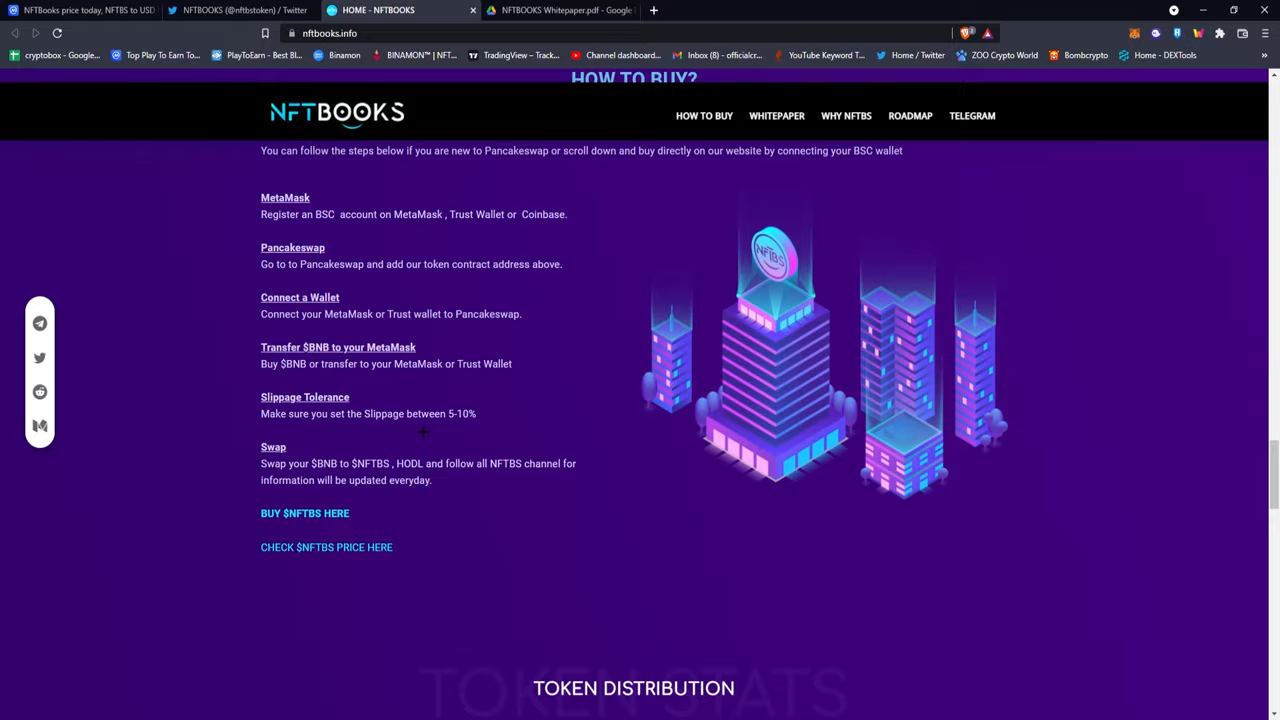 NFTBooks price today, NFTBS to USD
NFTBOOKS (@nftbstoken) / Twitter
HOME - NFTBOOKS
NFTBOOKS Whitepaper.pdf - Google
nftbooks.info
cryptobox - Google...
Top Play To Earn To...
PlayToEarn - Best Bl...
Binance
BINAMON™ | NFT...
TradingView – Track...
Channel dashboard...
Inbox (8) - officialcr...
YouTube Keyword T...
Home / Twitter
ZOO Crypto World
Bombcrypto
Home - DEXTools
HOW TO BUY?
NFTBOOKS
HOW TO BUY
WHITEPAPER
WHY NFTBS
ROADMAP
TELEGRAM
You can follow the steps below if you are new to Pancakeswap or scroll down and buy directly on our website by connecting your BSC wallet
MetaMask
Register an BSC account on MetaMask , Trust Wallet or Coinbase.
Pancakeswap
Go to to Pancakeswap and add our token contract address above.
Connect a Wallet
Connect your MetaMask or Trust wallet to Pancakeswap.
Transfer $BNB to your MetaMask
Buy $BNB or transfer to your MetaMask or Trust Wallet
Slippage Tolerance
Make sure you set the Slippage between 5-10%
Swap
Swap your $BNB to $NFTBS , HODL and follow all NFTBS channel for
information will be updated everyday.
BUY $NFTBS HERE
CHECK $NFTBS PRICE HERE
NFTBS
TOKEN STATS
TOKEN DISTRIBUTION